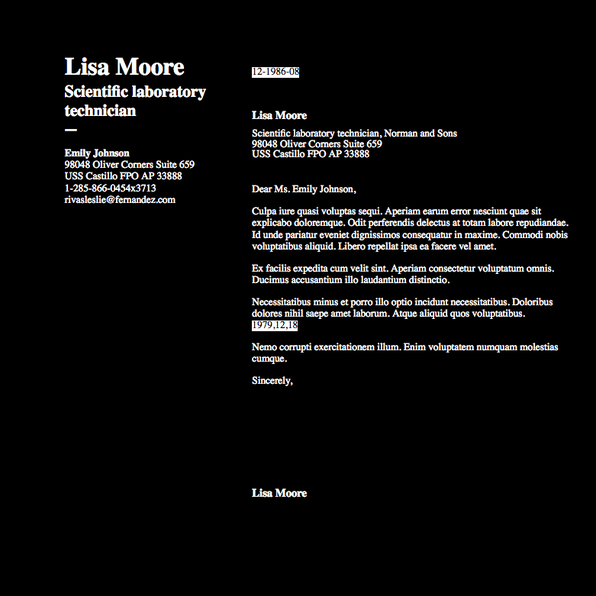 Lisa Moore
Scientific laboratory
technician
—
Emily Johnson
98048 Oliver Corners Suite 659
USS Castillo FPO AP 33888
1-285-866-0454x3713
rivasleslie@fernandez.com
12-1986-08
Lisa Moore
Scientific laboratory technician, Norman and Sons
98048 Oliver Corners Suite 659
USS Castillo FPO AP 33888
Dear Ms. Emily Johnson,
Culpa iure quasi voluptas sequi. Aperiam earum error nesciunt quae sit
explicabo doloremque. Odit perferendis delectus at totam labore repudiandae.
Id unde pariatur eveniet dignissimos consequatur in maxime. Commodi nobis
voluptatibus aliquid. Libero repellat ipsa ea facere vel amet.
Ex facilis expedita cum velit sint. Aperiam consectetur voluptatum omnis.
Ducimus accusantium illo laudantium distinctio.
Necessitatibus minus et porro illo optio incidunt necessitatibus. Doloribus
dolores nihil saepe amet laborum. Atque aliquid quos voluptatibus.
1979,12,18
Nemo corrupti exercitationem illum. Enim voluptatem numquam molestias
cumque.
Sincerely,
Lisa Moore